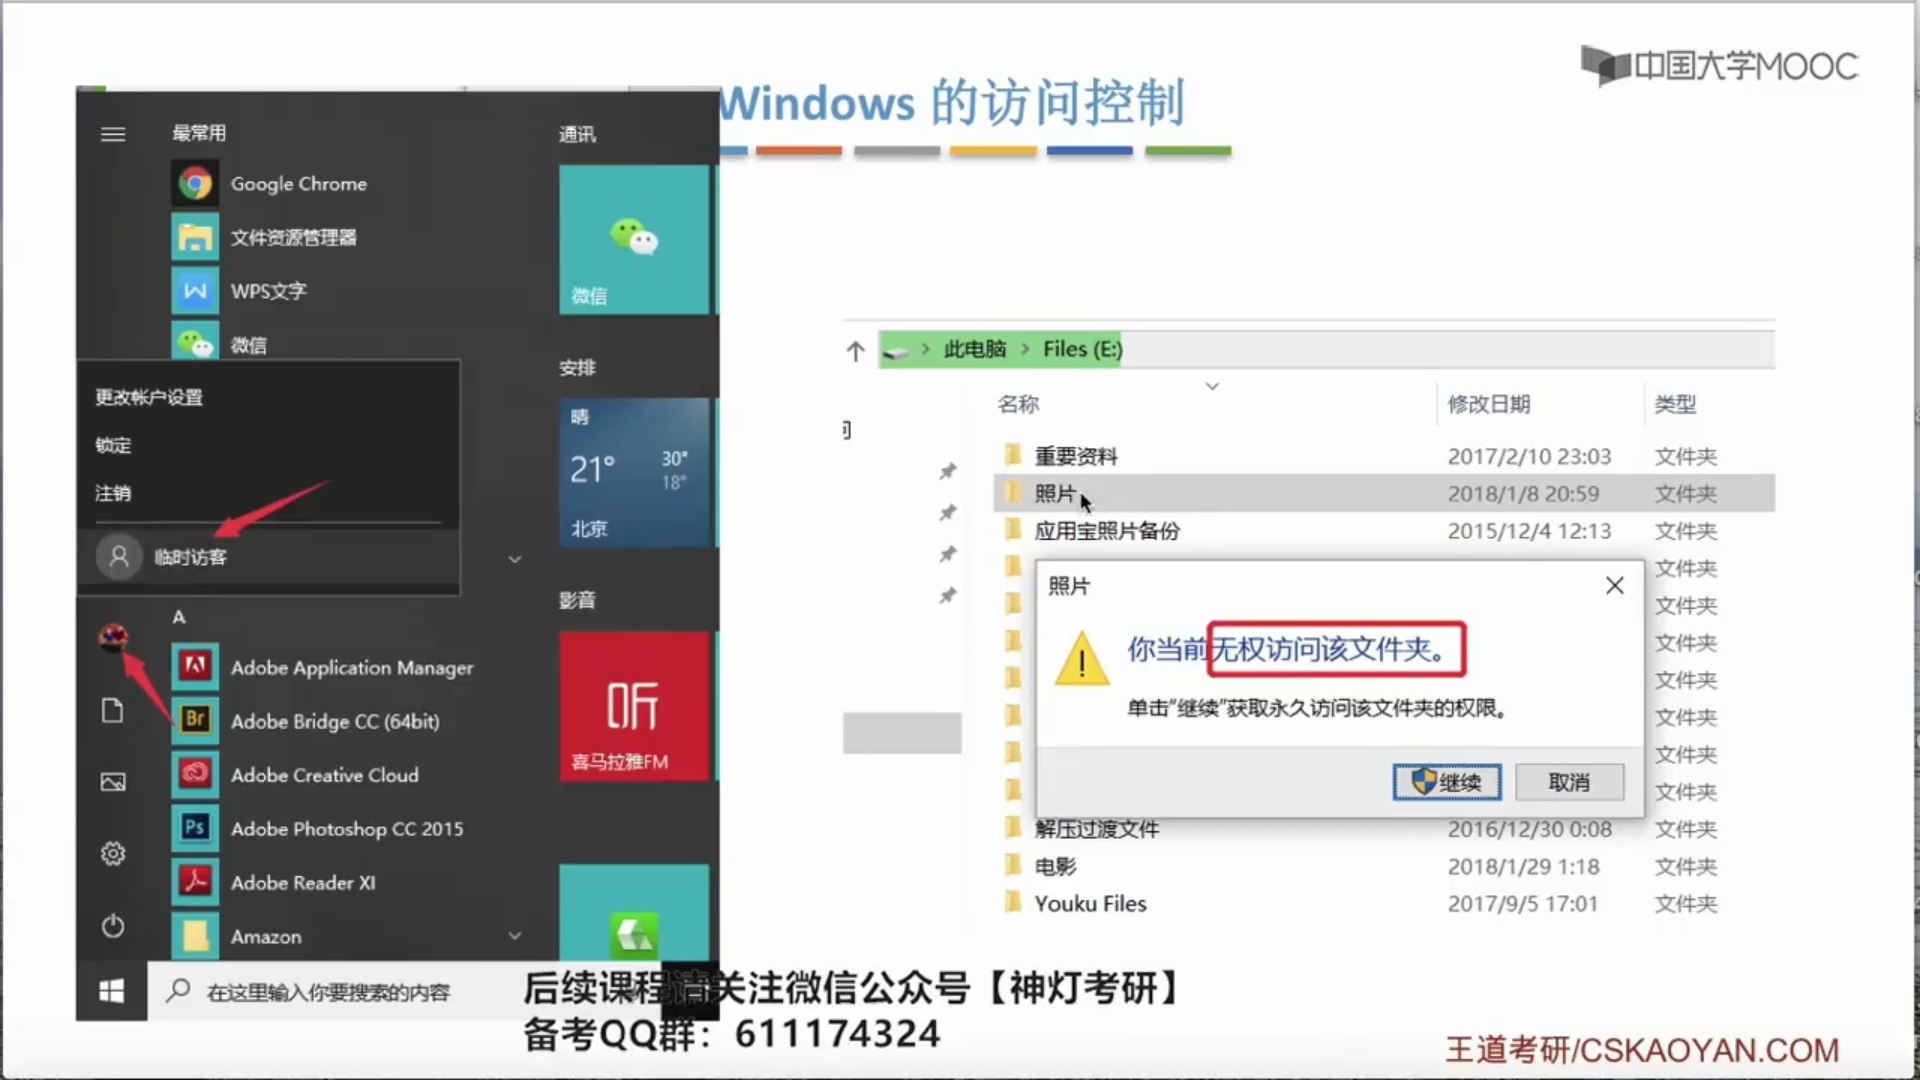 中国大学MOOC
Windows 的访问控制
最常用
Google Chrome
文件资源管理器
WPS文字
微信
更改帐户设置
锁定
注销
临时访客
A
Adobe Application Manager
Adobe Bridge CC (64bit)
Adobe Creative Cloud
Adobe Photoshop CC 2015
Adobe Reader XI
Amazon
在这里输入你要搜索的内容
通讯
微信
安排
晴
21° 30°
18°
北京
影音
听
喜马拉雅FM
此电脑 > Files (E:)
名称 修改日期 类型
重要资料 2017/2/10 23:03 文件夹
照片 2018/1/8 20:59 文件夹
应用宝照片备份 2015/12/4 12:13 文件夹
文件夹
文件夹
文件夹
文件夹
文件夹
文件夹
文件夹
解压过渡文件 2016/12/30 0:08 文件夹
电影 2018/1/29 1:18 文件夹
Youku Files 2017/9/5 17:01 文件夹
照片
你当前无权访问该文件夹。
单击"继续"获取永久访问该文件夹的权限。
继续 取消
后续课程请关注微信公众号【神灯考研】
备考QQ群：611174324
王道考研/CSKAOYAN.COM